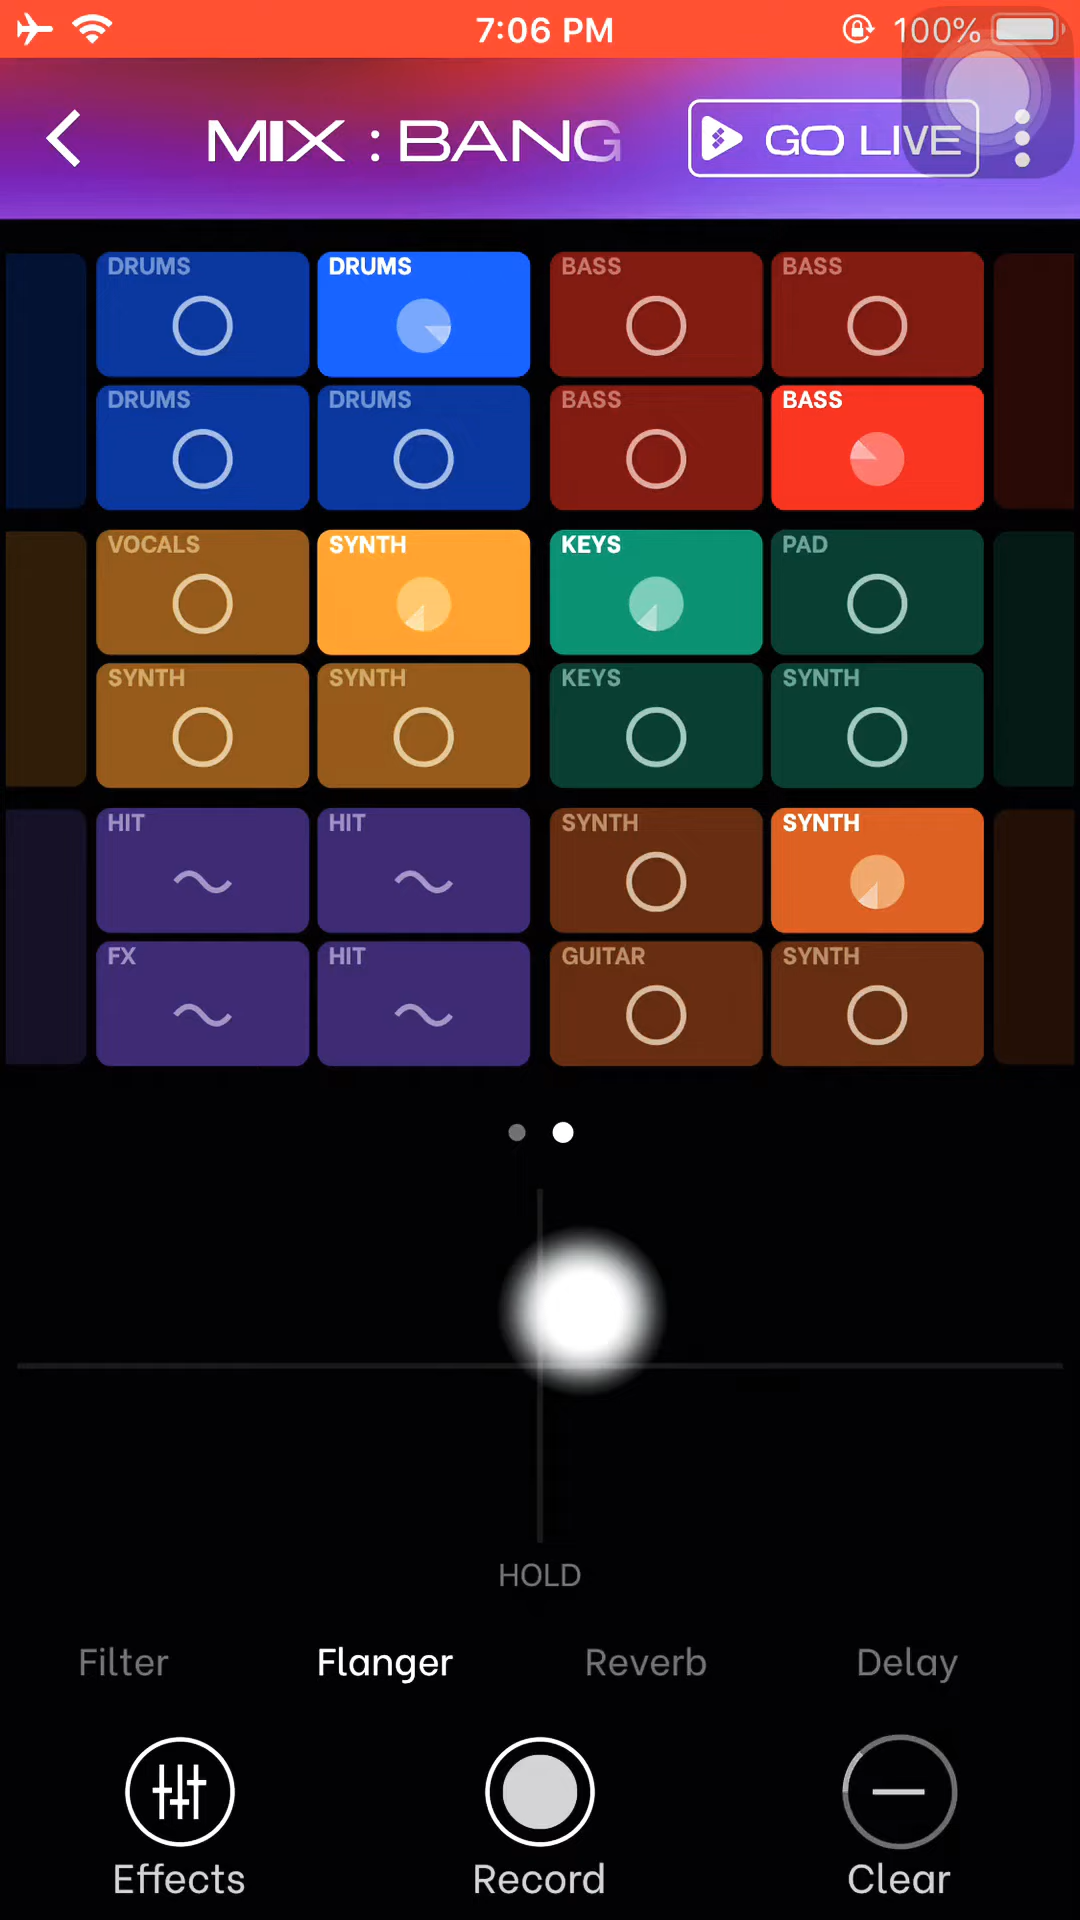 7:06 PM
100%
MIX : BANG
GO LIVE
DRUMS DRUMS BASS BASS
DRUMS DRUMS BASS BASS
VOCALS SYNTH KEYS PAD
SYNTH SYNTH KEYS SYNTH
HIT HIT SYNTH SYNTH
FX HIT GUITAR SYNTH
HOLD
Filter Flanger Reverb Delay
Effects Record Clear